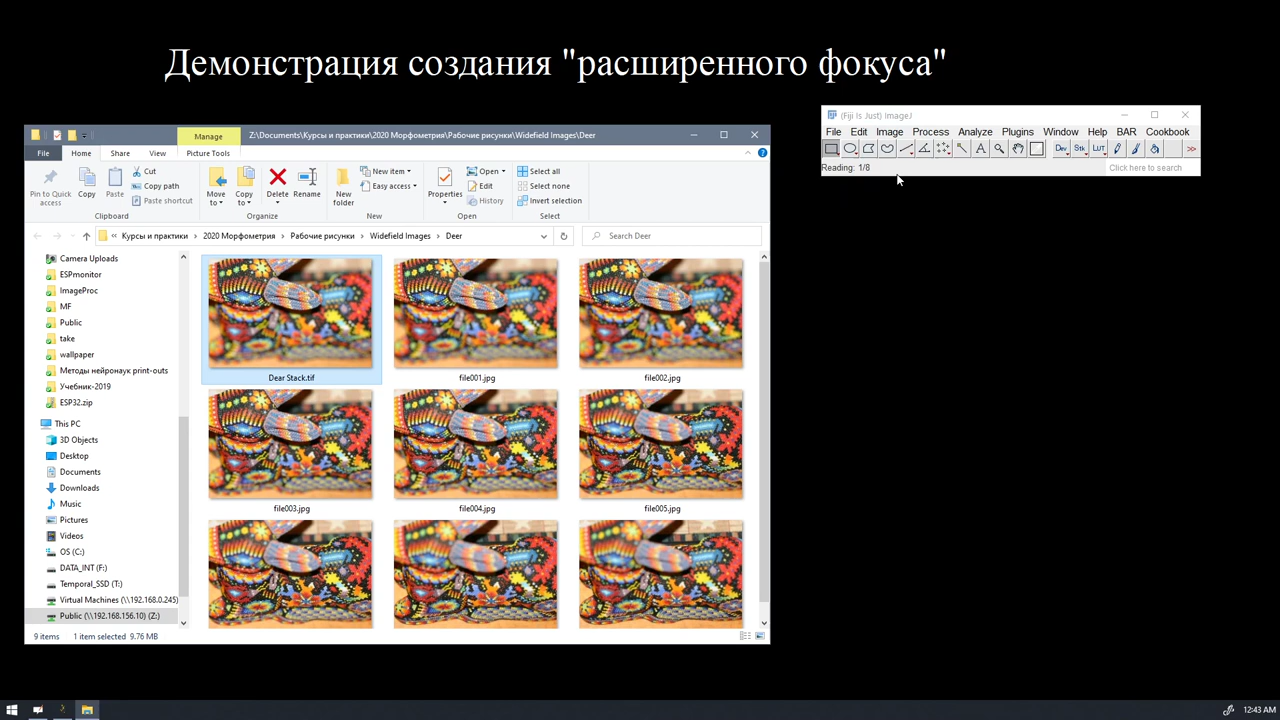 Демонстрация создания "расширенного фокуса"
Manage
Z:\Documents\Курсы и практики\2020 Морфометрия\Рабочие рисунки\Widefield Images\Deer
File
Home
Share
View
Picture Tools
Pin to Quick access
Copy
Paste
Cut
Copy path
Paste shortcut
Clipboard
Move to
Copy to
Delete
Rename
Organize
New folder
New item
Easy access
New
Properties
Open
Edit
History
Open
Select all
Select none
Invert selection
Select
« Курсы и практики > 2020 Морфометрия > Рабочие рисунки > Widefield Images > Deer
Search Deer
Camera Uploads
ESPmonitor
ImageProc
MF
Public
take
wallpaper
Методы нейронаук print-outs
Учебник-2019
ESP32.zip
This PC
3D Objects
Desktop
Documents
Downloads
Music
Pictures
Videos
OS (C:)
DATA_INT (F:)
Temporal_SSD (T:)
Virtual Machines (\\192.168.0.245)
Public (\\192.168.156.10) (Z:)
Dear Stack.tif
file001.jpg
file002.jpg
file003.jpg
file004.jpg
file005.jpg
9 items
1 item selected 9.76 MB
(Fiji Is Just) ImageJ
File Edit Image Process Analyze Plugins Window Help BAR Cookbook
A
Dev
Stk
LUT
>>
Reading: 1/8
Click here to search
12:43 AM